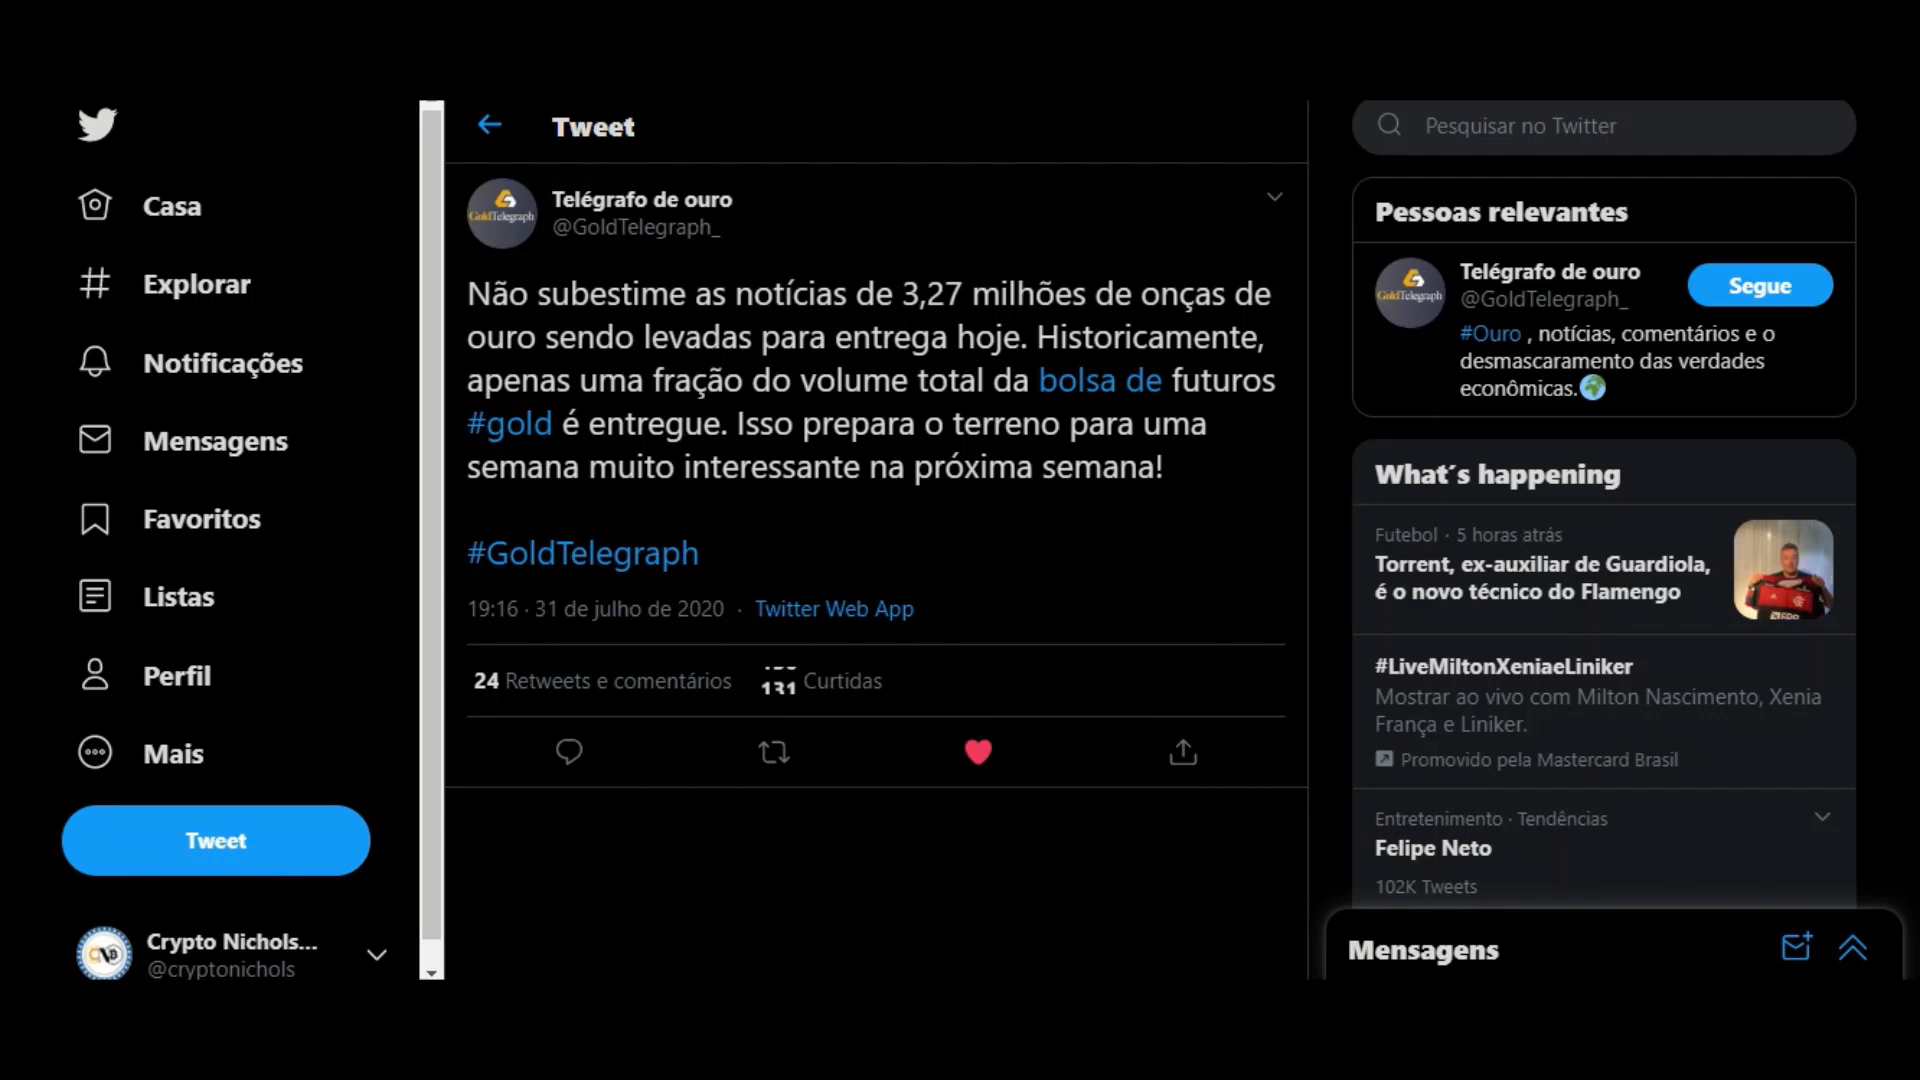 Casa
Explorar
Notificações
Mensagens
Favoritos
Listas
Perfil
Mais
Tweet
Crypto Nichols...
@cryptonichols
Tweet
GoldTelegraph
Telégrafo de ouro
@GoldTelegraph_
Não subestime as notícias de 3,27 milhões de onças de
ouro sendo levadas para entrega hoje. Historicamente,
apenas uma fração do volume total da bolsa de futuros
#gold é entregue. Isso prepara o terreno para uma
semana muito interessante na próxima semana!
#GoldTelegraph
19:16 · 31 de julho de 2020 · Twitter Web App
24 Retweets e comentários Curtidas
Pesquisar no Twitter
Pessoas relevantes
GoldTelegraph
Telégrafo de ouro
@GoldTelegraph_
Segue
#Ouro , notícias, comentários e o
desmascaramento das verdades
econômicas.
What´s happening
Futebol · 5 horas atrás
Torrent, ex-auxiliar de Guardiola,
é o novo técnico do Flamengo
#LiveMiltonXeniaeLiniker
Mostrar ao vivo com Milton Nascimento, Xenia
França e Liniker.
Promovido pela Mastercard Brasil
Entretenimento · Tendências
Felipe Neto
102K Tweets
Mensagens